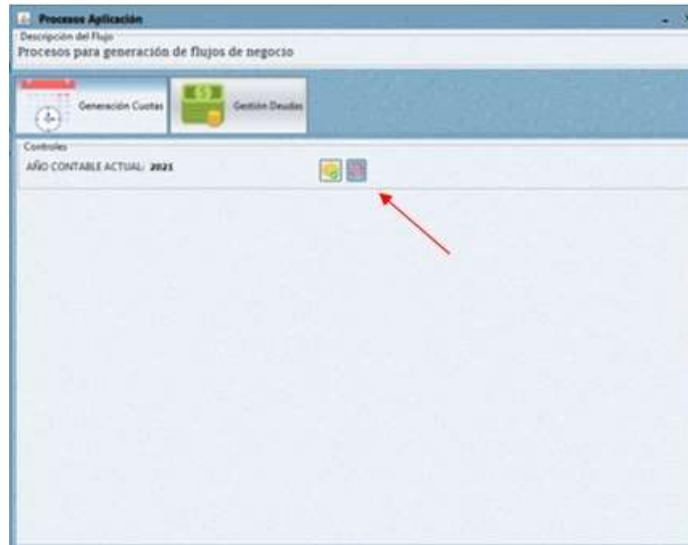 Procesos Aplicación
Descripción del Flujo
Procesos para generación de flujos de negocio
Generación Cuotas
Gestión Deudas
Controles
AÑO CONTABLE ACTUAL: 2021